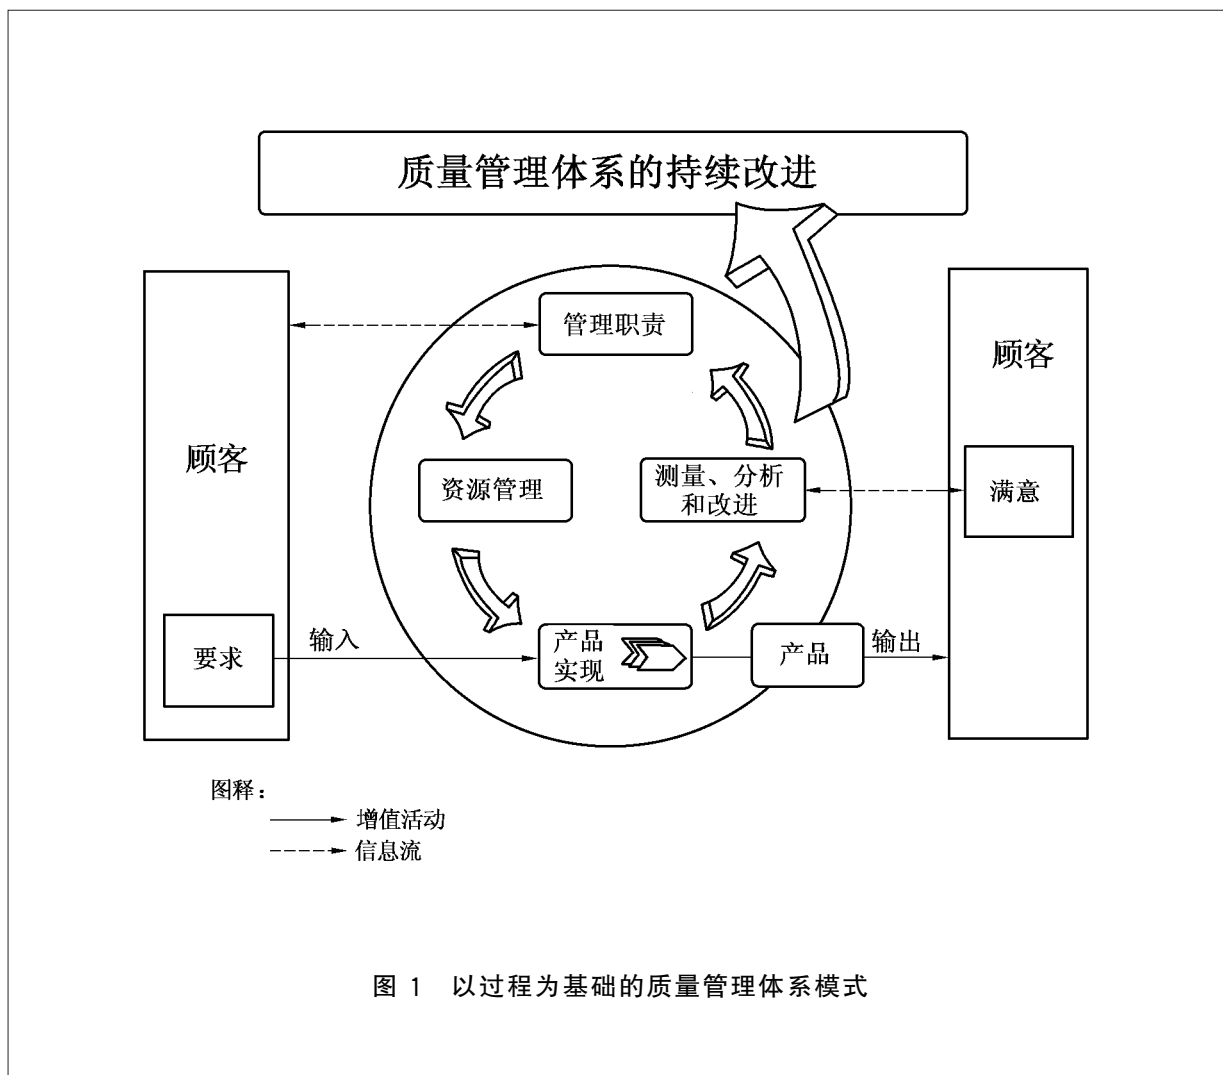 质量管理体系的持续改进
管理职责
顾客
顾客
资源管理
测量、分析
和改进
满意
要求
输入
产品
实现
产品
输出
图释：
增值活动
信息流
图 1 以过程为基础的质量管理体系模式